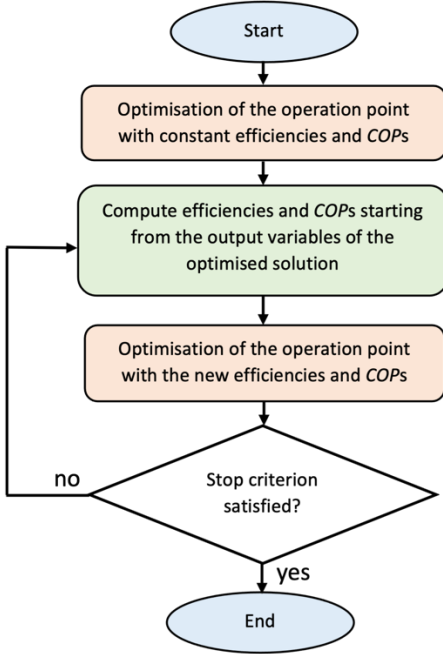 Start
Optimisation of the operation point
with constant efficiencies and COPs
Compute efficiencies and COPs starting
from the output variables of the
optimised solution
Optimisation of the operation point
with the new efficiencies and COPs
Stop criterion
satisfied?
no
yes
End